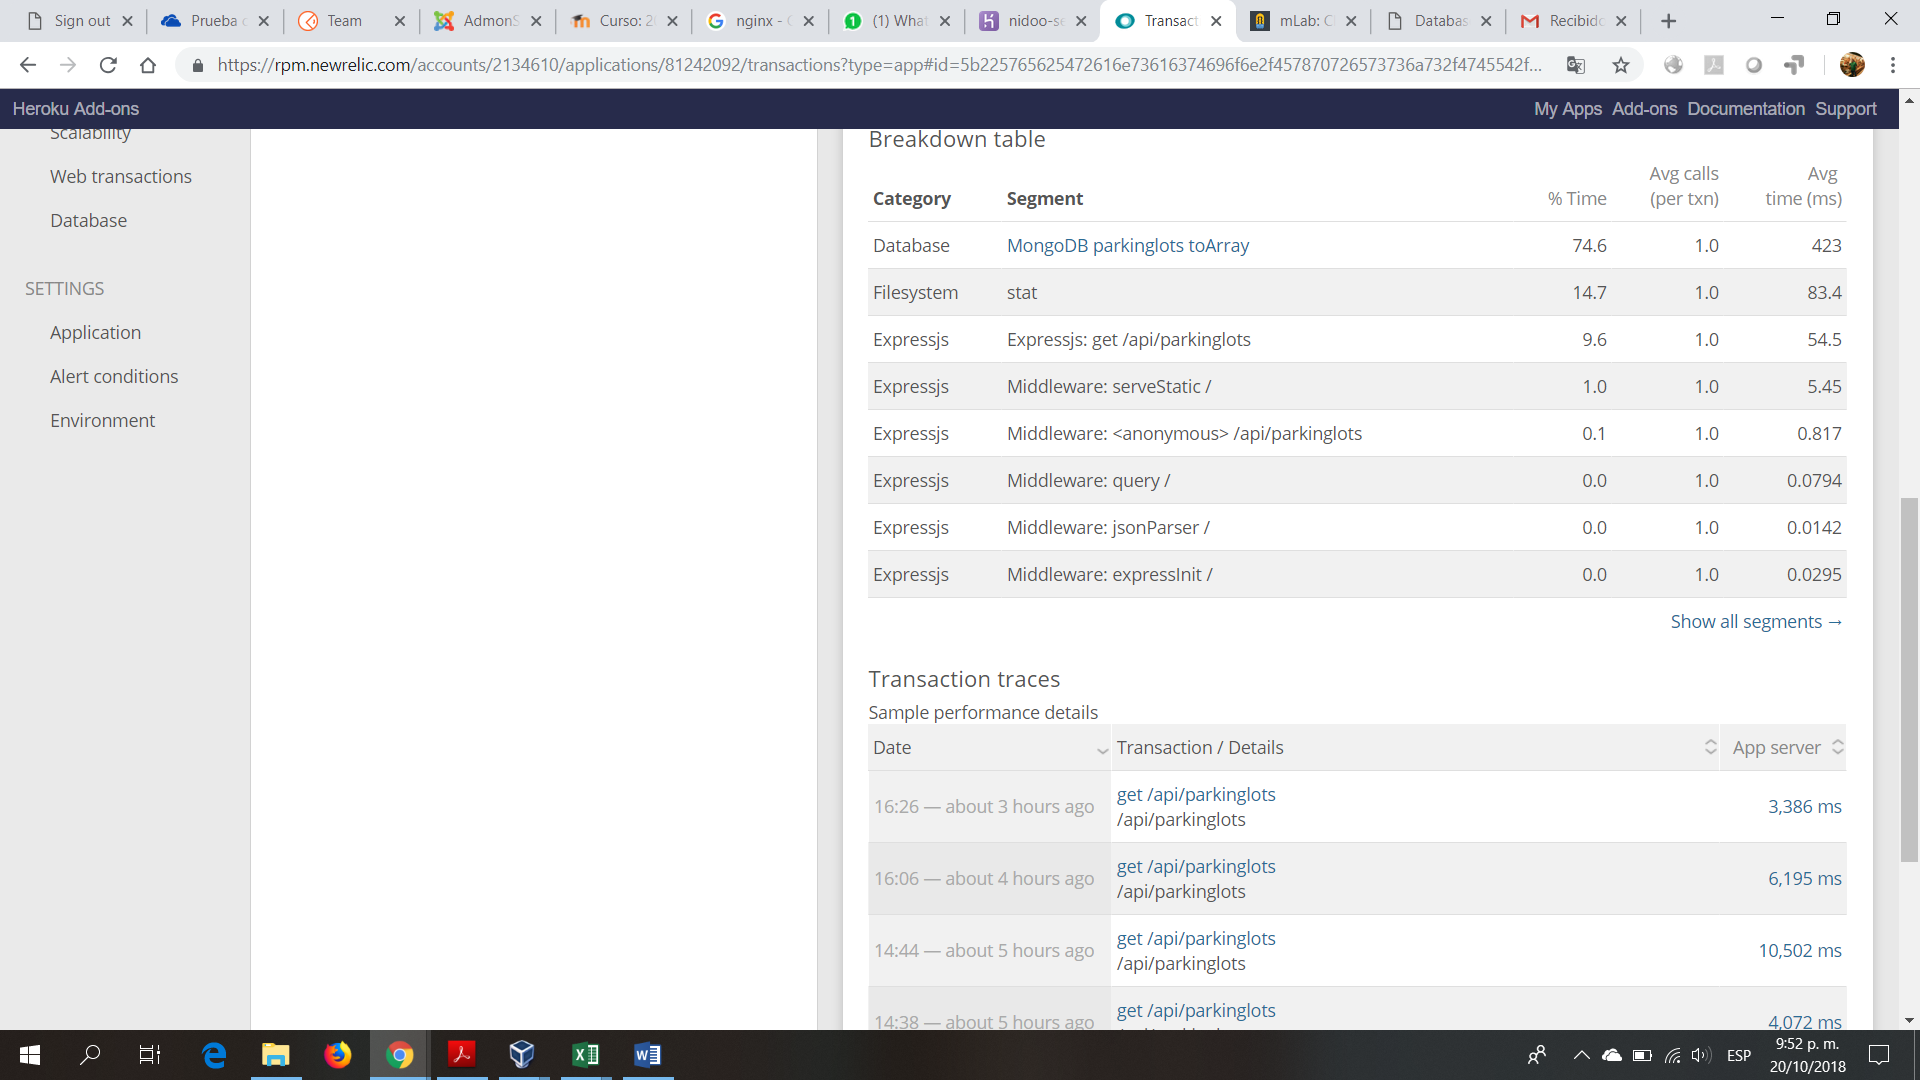 Sign out
Prueba
Team
AdmonS
Curso: 2
nginx - 
(1) What
nidoo-se
Transact
mLab: C
Databas
Recibido
https://rpm.newrelic.com/accounts/2134610/applications/81242092/transactions?type=app#id=5b225765625472616e73616374696f6e2f457870726573736a732f4745542f...
Heroku Add-ons
My Apps Add-ons Documentation Support
Scalability
Web transactions
Database
SETTINGS
Application
Alert conditions
Environment
Breakdown table
Category Segment % Time Avg calls (per txn) Avg time (ms)
Database MongoDB parkinglots toArray 74.6 1.0 423
Filesystem stat 14.7 1.0 83.4
Expressjs Expressjs: get /api/parkinglots 9.6 1.0 54.5
Expressjs Middleware: serveStatic / 1.0 1.0 5.45
Expressjs Middleware: <anonymous> /api/parkinglots 0.1 1.0 0.817
Expressjs Middleware: query / 0.0 1.0 0.0794
Expressjs Middleware: jsonParser / 0.0 1.0 0.0142
Expressjs Middleware: expressInit / 0.0 1.0 0.0295
Show all segments →
Transaction traces
Sample performance details
Date Transaction / Details App server
16:26 — about 3 hours ago get /api/parkinglots 3,386 ms
/api/parkinglots
16:06 — about 4 hours ago get /api/parkinglots 6,195 ms
/api/parkinglots
14:44 — about 5 hours ago get /api/parkinglots 10,502 ms
/api/parkinglots
14:38 — about 5 hours ago get /api/parkinglots 4,072 ms
ESP
9:52 p. m.
20/10/2018